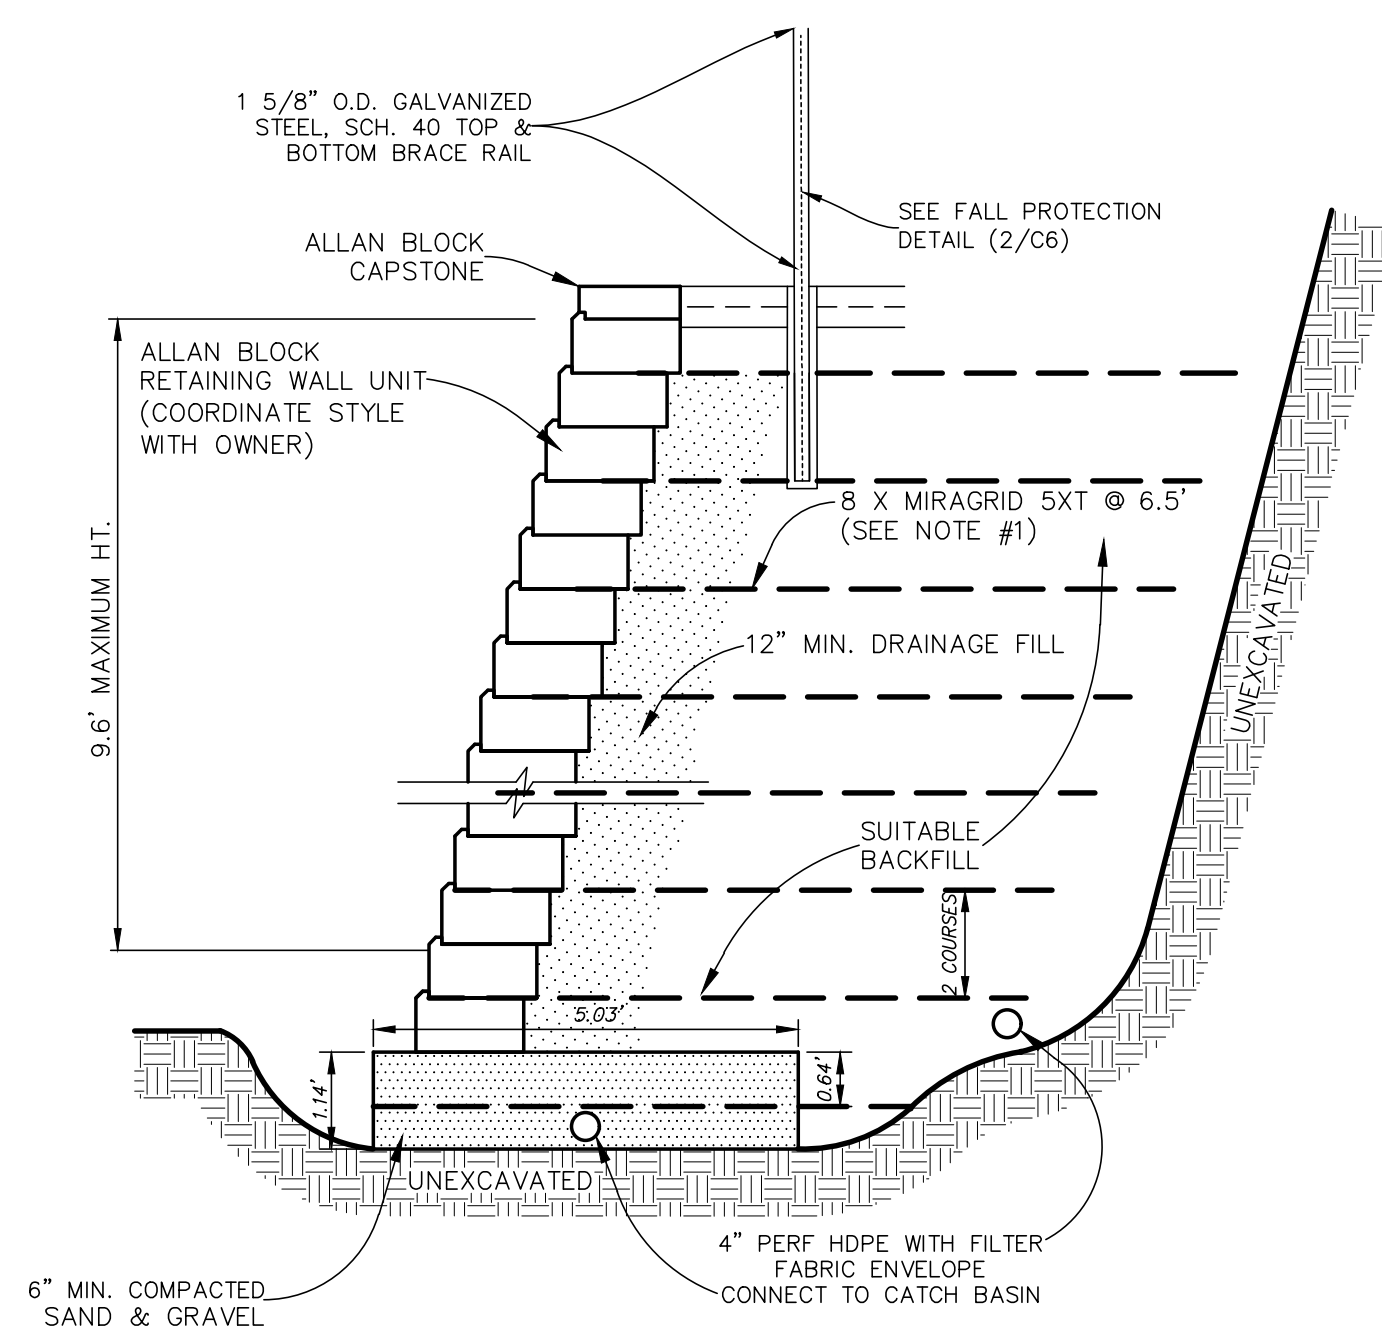 1 5/8" O.D. GALVANIZED
STEEL, SCH. 40 TOP &
BOTTOM BRACE RAIL
SEE FALL PROTECTION
DETAIL (2/C6)
ALLAN BLOCK
CAPSTONE
ALLAN BLOCK
RETAINING WALL UNIT
(COORDINATE STYLE
WITH OWNER)
8 X MIRAGRID 5XT @ 6.5'
(SEE NOTE #1)
9.6' MAXIMUM HT.
UNEXCAVATED
12" MIN. DRAINAGE FILL
SUITABLE
BACKFILL
2 COURSES
5.03'
1.14'
0.64'
UNEXCAVATED
4" PERF HDPE WITH FILTER
FABRIC ENVELOPE
CONNECT TO CATCH BASIN
6" MIN. COMPACTED
SAND & GRAVEL